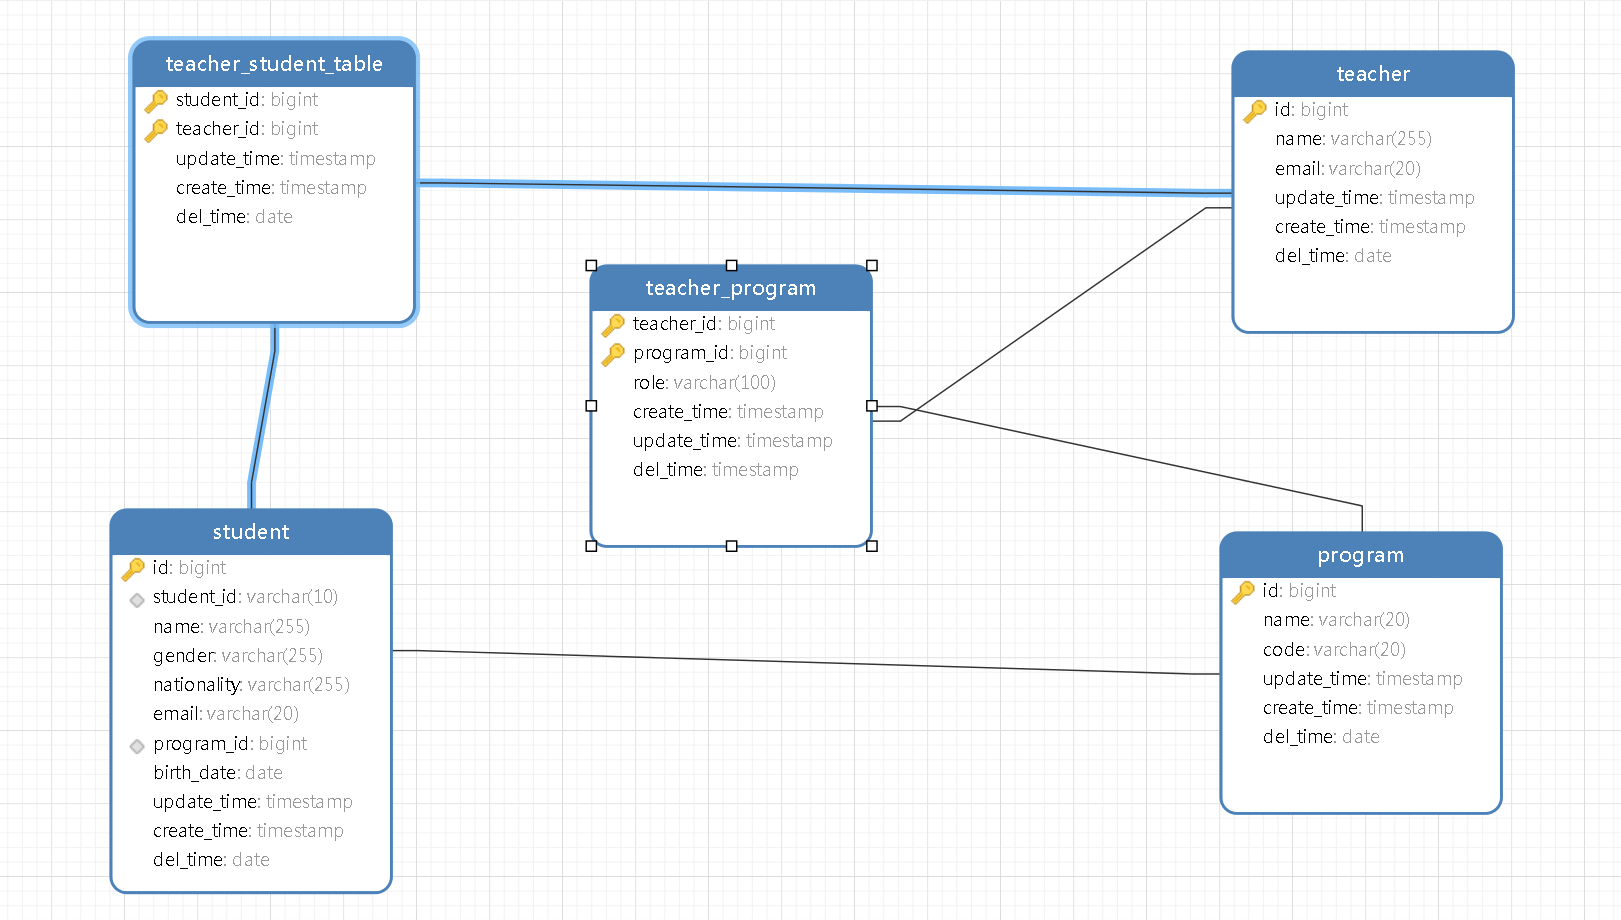 teacher_student_table
student_id: bigint
teacher_id: bigint
update_time: timestamp
create_time: timestamp
del_time: date
teacher
id: bigint
name: varchar(255)
email: varchar(20)
update_time: timestamp
create_time: timestamp
del_time: date
teacher_program
teacher_id: bigint
program_id: bigint
role: varchar(100)
create_time: timestamp
update_time: timestamp
del_time: timestamp
student
id: bigint
student_id: varchar(10)
name: varchar(255)
gender: varchar(255)
nationality: varchar(255)
email: varchar(20)
program_id: bigint
birth_date: date
update_time: timestamp
create_time: timestamp
del_time: date
program
id: bigint
name: varchar(20)
code: varchar(20)
update_time: timestamp
create_time: timestamp
del_time: date